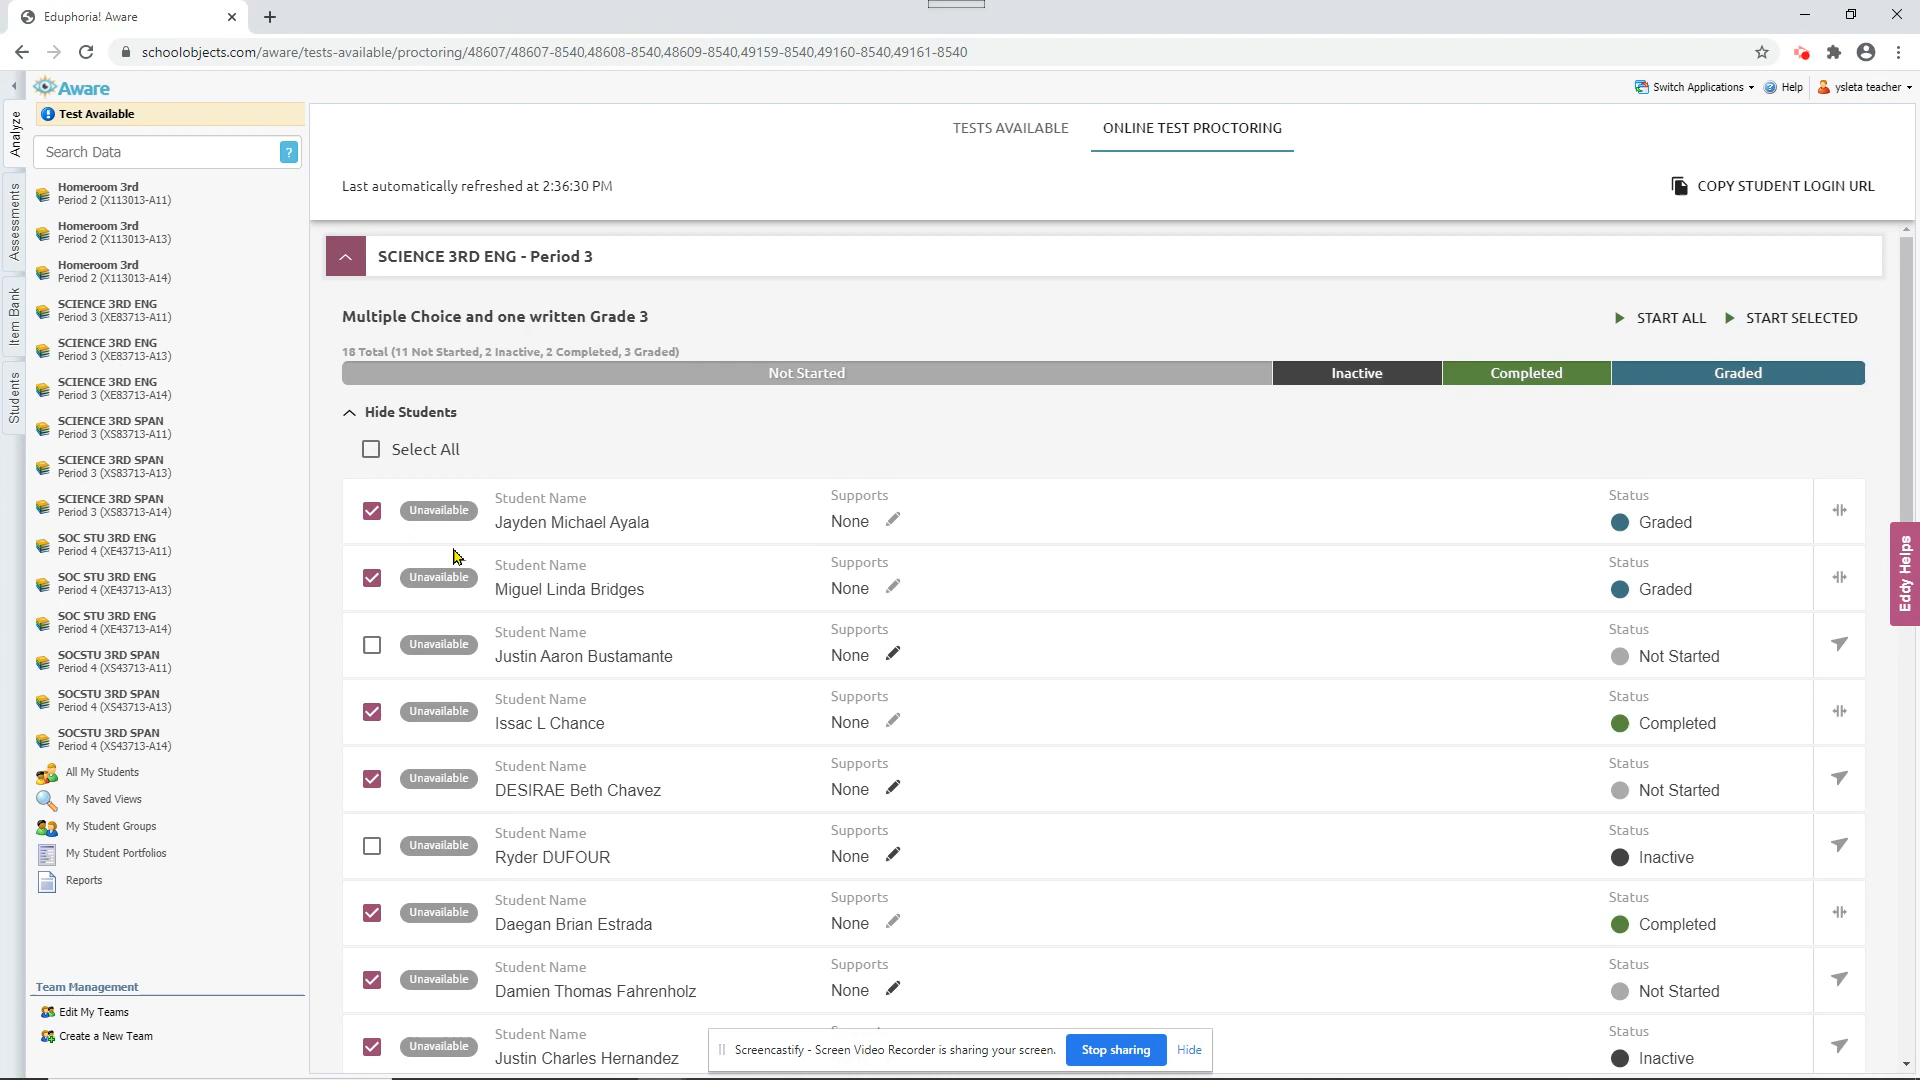 Eduphoria! Aware
schoolobjects.com/aware/tests-available/proctoring/48607/48607-8540,48608-8540,48609-8540,49159-8540,49160-8540,49161-8540
Aware
Switch Applications
Help
ysleta teacher
Test Available
Analyze
Assessments
Item Bank
Students
Search Data
?
Homeroom 3rd
Period 2 (X113013-A11)
Homeroom 3rd
Period 2 (X113013-A13)
Homeroom 3rd
Period 2 (X113013-A14)
SCIENCE 3RD ENG
Period 3 (XE83713-A11)
SCIENCE 3RD ENG
Period 3 (XE83713-A13)
SCIENCE 3RD ENG
Period 3 (XE83713-A14)
SCIENCE 3RD SPAN
Period 3 (XS83713-A11)
SCIENCE 3RD SPAN
Period 3 (XS83713-A13)
SCIENCE 3RD SPAN
Period 3 (XS83713-A14)
SOC STU 3RD ENG
Period 4 (XE43713-A11)
SOC STU 3RD ENG
Period 4 (XE43713-A13)
SOC STU 3RD ENG
Period 4 (XE43713-A14)
SOCSTU 3RD SPAN
Period 4 (XS43713-A11)
SOCSTU 3RD SPAN
Period 4 (XS43713-A13)
SOCSTU 3RD SPAN
Period 4 (XS43713-A14)
All My Students
My Saved Views
My Student Groups
My Student Portfolios
Reports
Team Management
Edit My Teams
Create a New Team
TESTS AVAILABLE ONLINE TEST PROCTORING
Last automatically refreshed at 2:36:30 PM
COPY STUDENT LOGIN URL
SCIENCE 3RD ENG - Period 3
Multiple Choice and one written Grade 3
START ALL START SELECTED
18 Total (11 Not Started, 2 Inactive, 2 Completed, 3 Graded)
Not Started Inactive Completed Graded
Hide Students
Select All
Student Name Supports Status
Unavailable Jayden Michael Ayala None Graded
Student Name Supports Status
Unavailable Miguel Linda Bridges None Graded
Student Name Supports Status
Unavailable Justin Aaron Bustamante None Not Started
Student Name Supports Status
Unavailable Issac L Chance None Completed
Student Name Supports Status
Unavailable DESIRAE Beth Chavez None Not Started
Student Name Supports Status
Unavailable Ryder DUFOUR None Inactive
Student Name Supports Status
Unavailable Daegan Brian Estrada None Completed
Student Name Supports Status
Unavailable Damien Thomas Fahrenholz None Not Started
Student Name Status
Unavailable Justin Charles Hernandez Inactive
Eddy Helps
Screencastify - Screen Video Recorder is sharing your screen.
Stop sharing
Hide